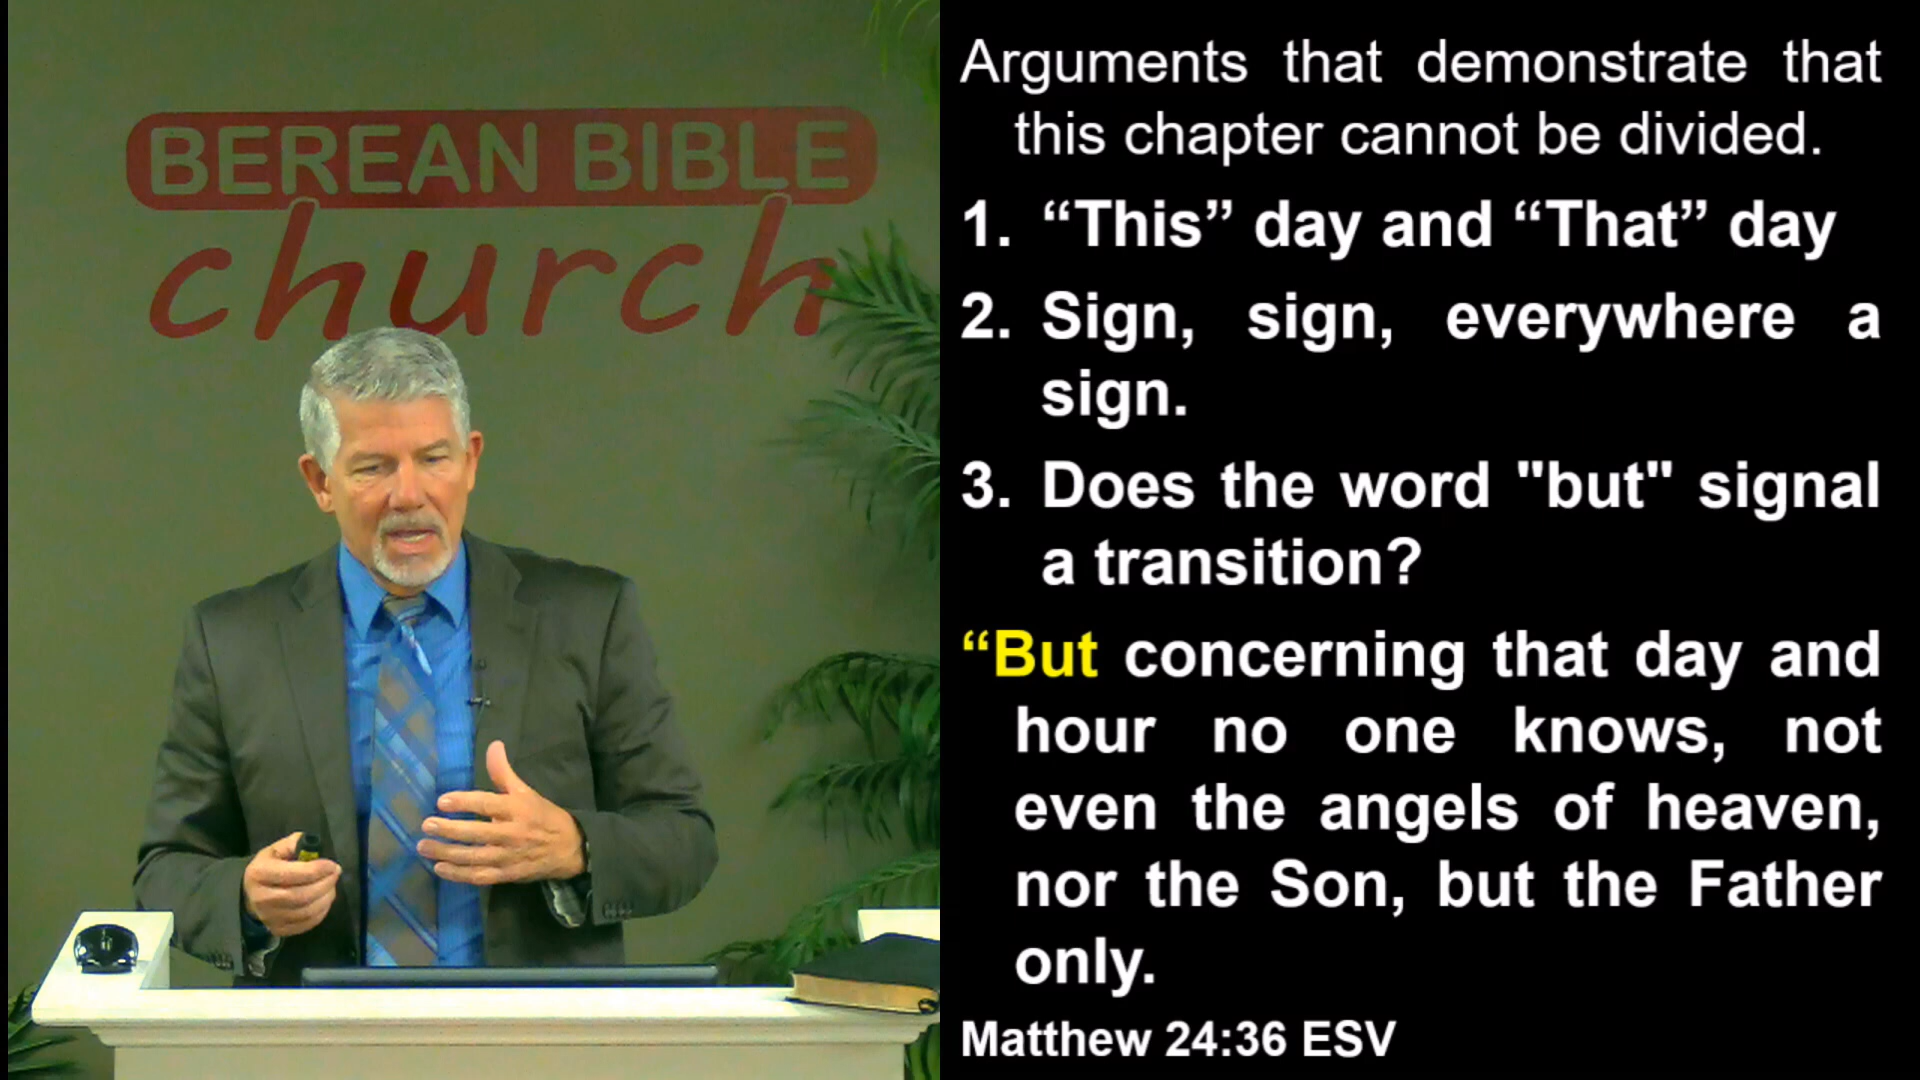 BEREAN BIBLE
church
Arguments that demonstrate that
this chapter cannot be divided.
1. “This” day and “That” day
2. Sign, sign, everywhere a
sign.
3. Does the word "but" signal
a transition?
“But concerning that day and
hour no one knows, not
even the angels of heaven,
nor the Son, but the Father
only.
Matthew 24:36 ESV